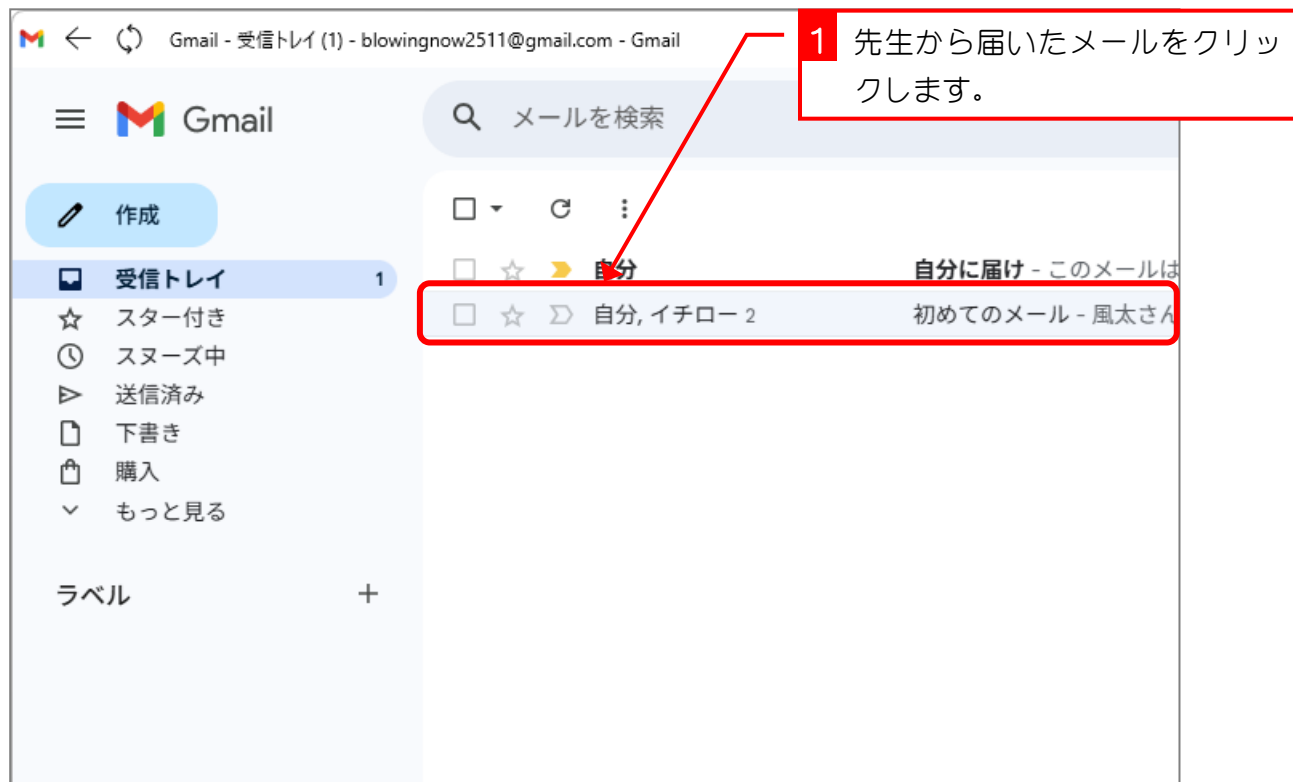 Gmail - 受信トレイ (1) - blowingnow2511@gmail.com - Gmail
1 先生から届いたメールをクリッ
クします。
Gmail
メールを検索
作成
受信トレイ 1
自分 自分に届け - このメールは
スター付き
自分, イチロー 2 初めてのメール - 風太さん
スヌーズ中
送信済み
下書き
購入
もっと見る
ラベル +